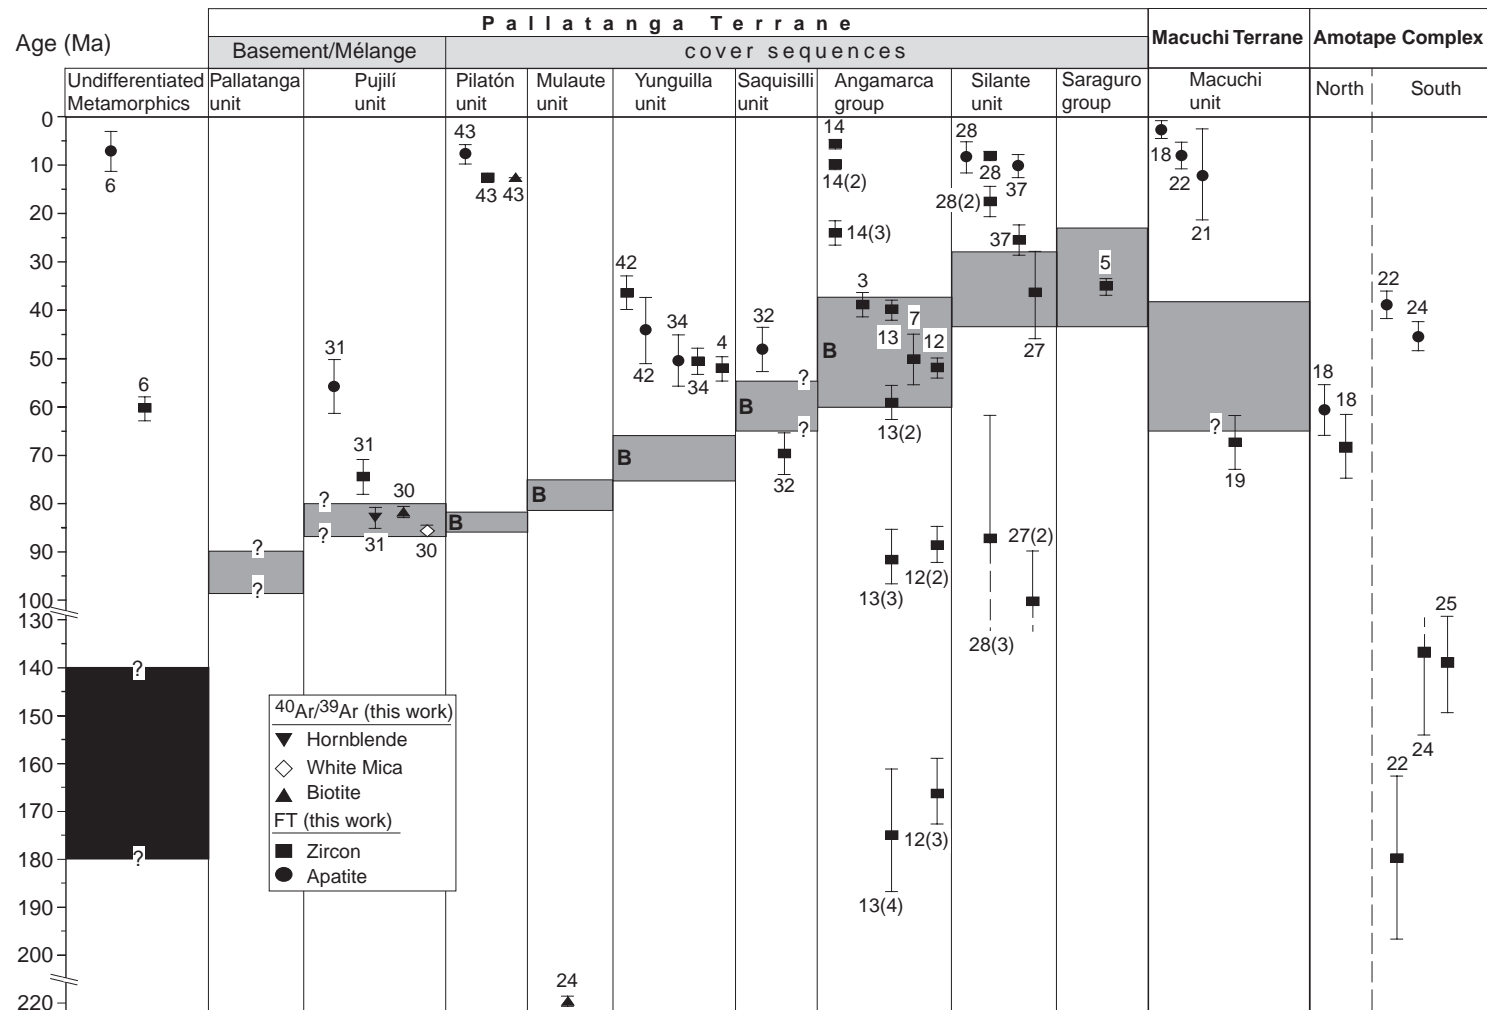 Pallatanga Terrane
Age (Ma)
Basement/Mélange
cover sequences
Macuchi Terrane
Amotape Complex
Undifferentiated Metamorphics
Pallatanga unit
Pujilí unit
Pilatón unit
Mulaute unit
Yunguilla unit
Saquisilli unit
Angamarca group
Silante unit
Saraguro group
Macuchi unit
North
South
0
10
20
30
40
50
60
70
80
90
100
130
140
150
160
170
180
190
200
220
6
6
?
?
?
?
31
31
30
?
?
31
30
43
43
43
B
B
24
42
42
34
34
4
B
32
?
B
?
32
14
14(2)
14(3)
3
13
7
12
B
13(2)
13(3)
12(2)
12(3)
13(4)
28
28
37
28(2)
37
27
27(2)
28(3)
5
18
22
21
?
19
18
18
22
24
25
24
22
40Ar/39Ar (this work)
Hornblende
White Mica
Biotite
FT (this work)
Zircon
Apatite